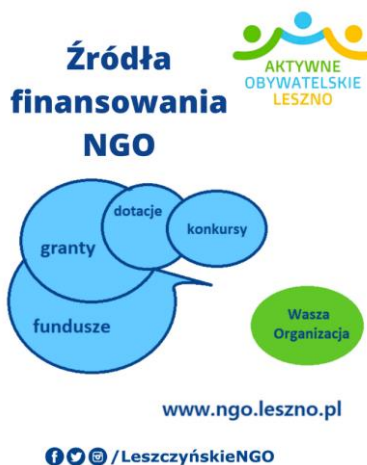 Źródła
finansowania
NGO
AKTYWNE
OBYWATELSKIE
LESZNO
dotacje
konkursy
granty
fundusze
Wasza
Organizacja
www.ngo.leszno.pl
/LeszczyńskieNGO